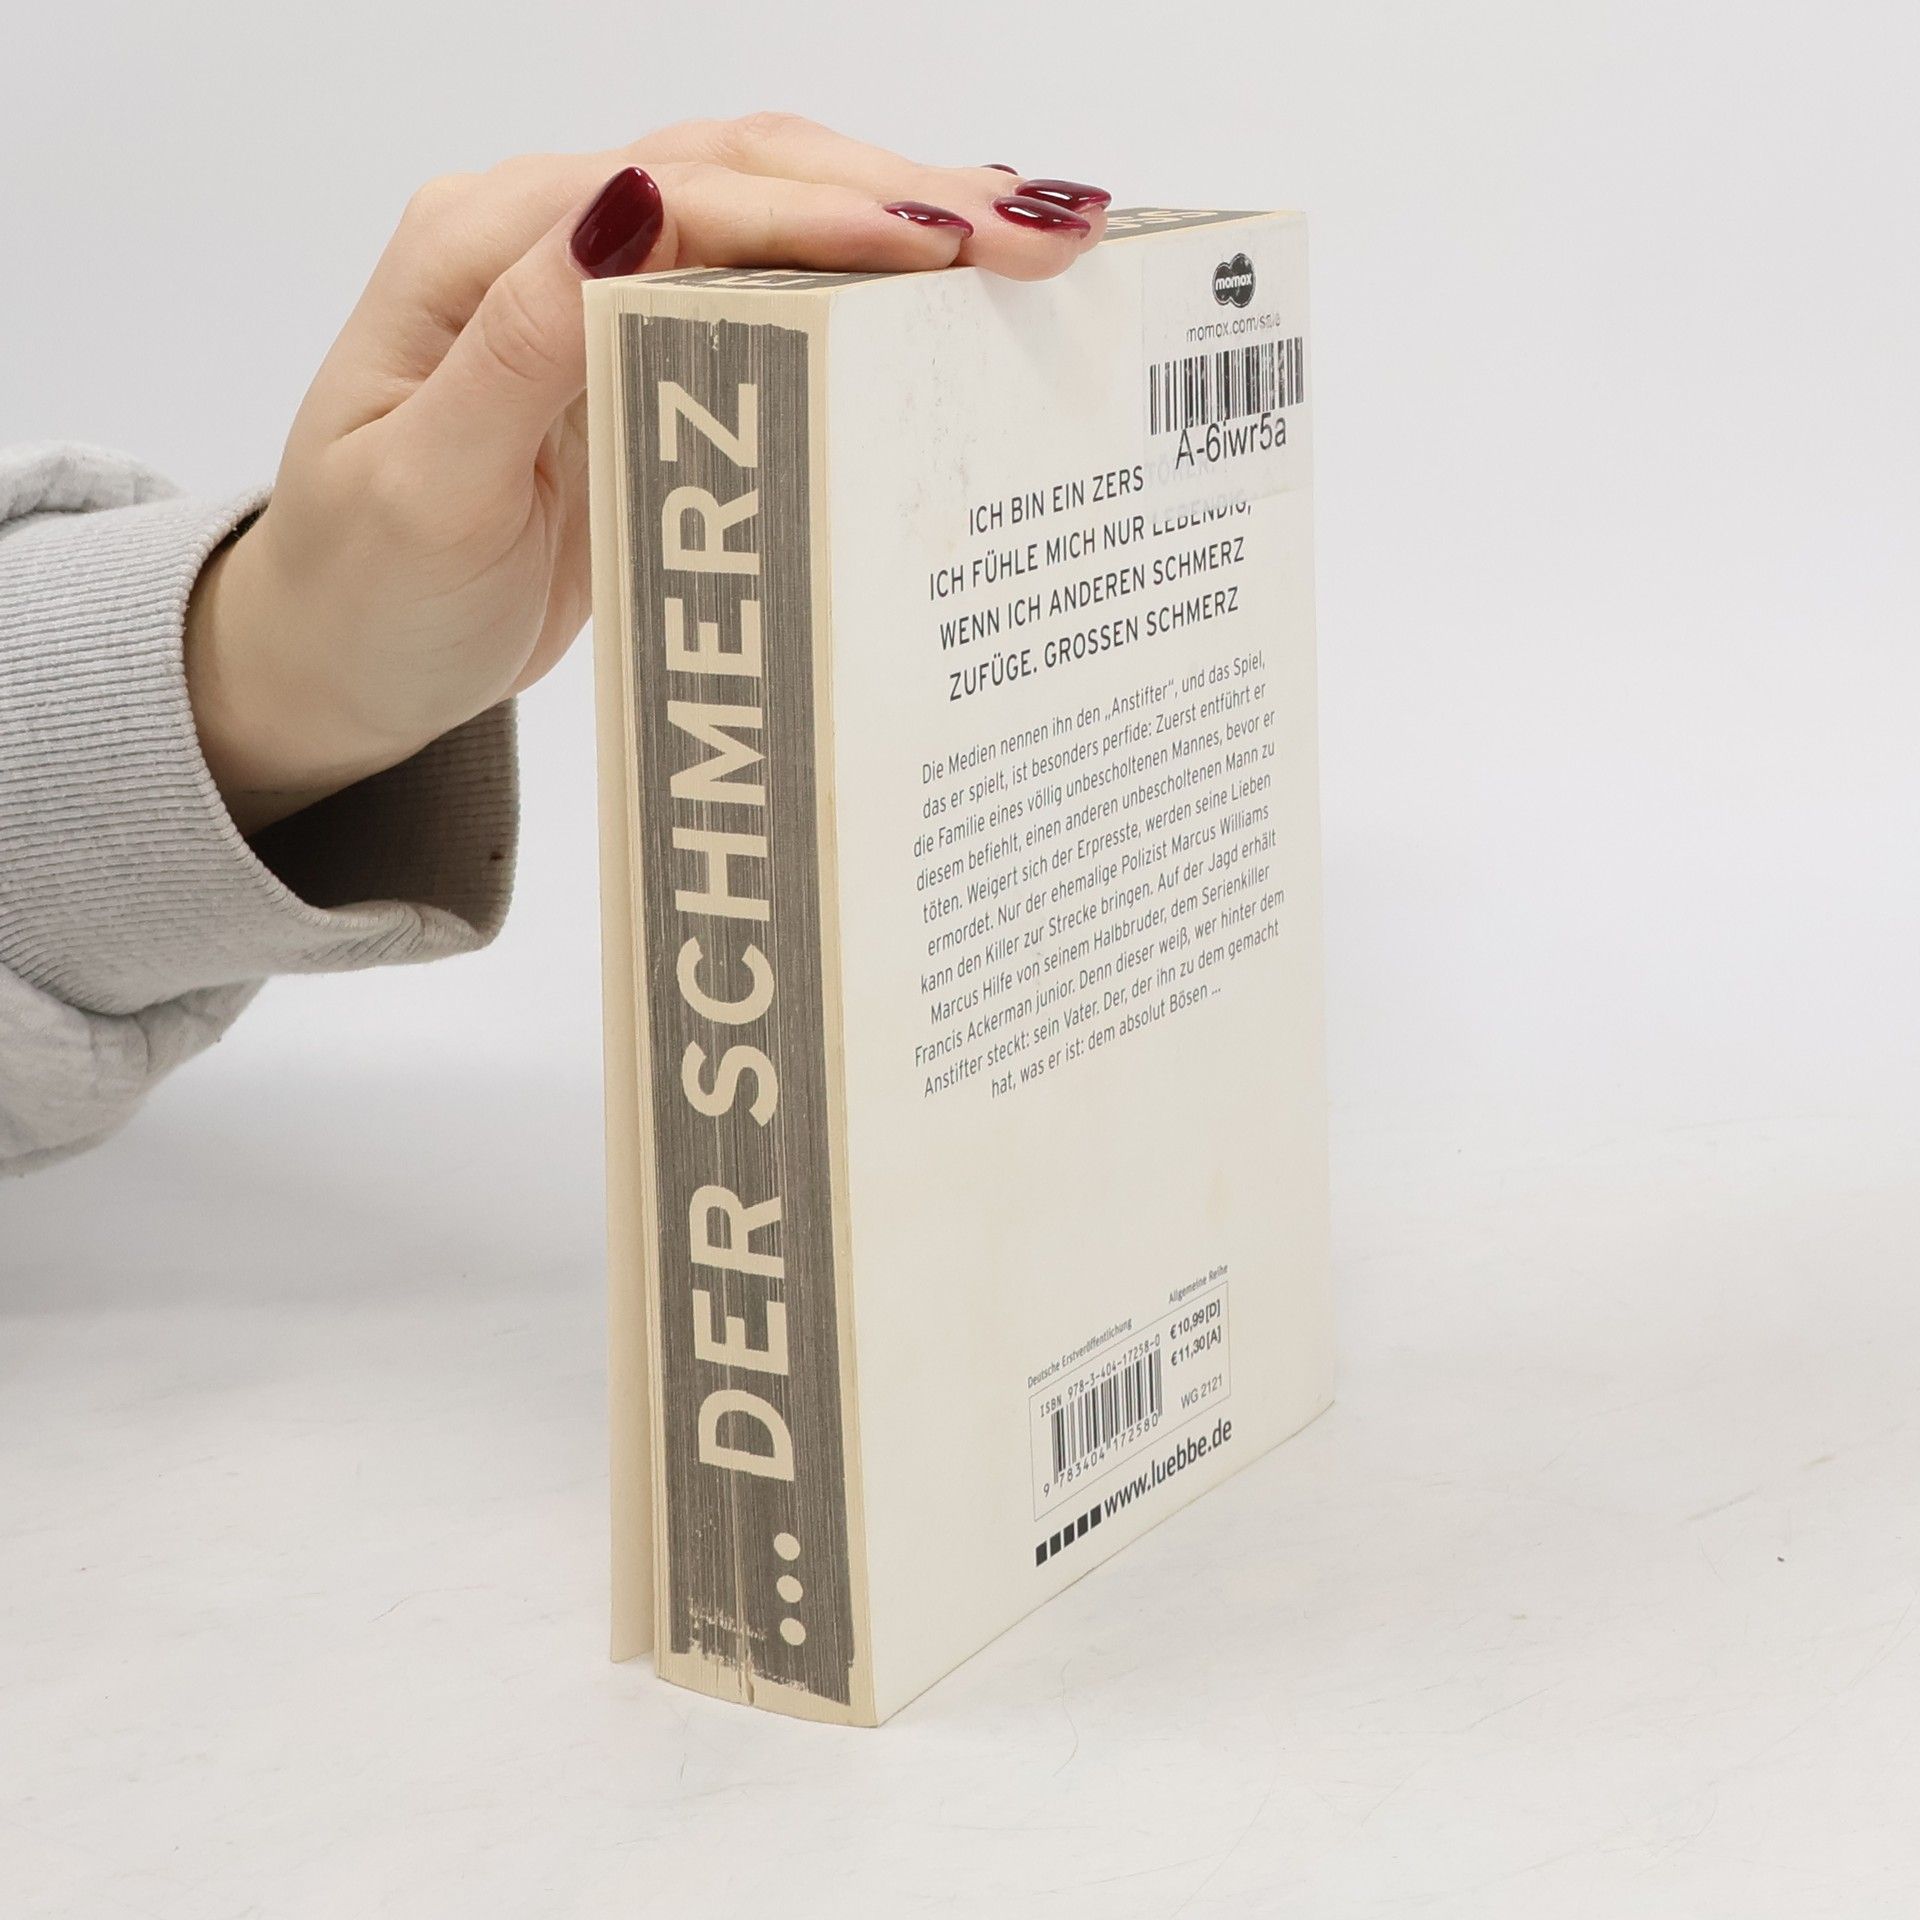 ... DER SCHMERZ
momox
momox.com/sale
A-6iwr5a
ICH BIN EIN ZERSTÖRER.
ICH FÜHLE MICH NUR LEBENDIG,
WENN ICH ANDEREN SCHMERZ
ZUFÜGE. GROSSEN SCHMERZ
Die Medien nennen ihn den „Anstifter“, und das Spiel,
das er spielt, ist besonders perfide: Zuerst entführt er
die Familie eines völlig unbescholtenen Mannes, bevor er
diesem befiehlt, einen anderen unbescholtenen Mann zu
töten. Weigert sich der Erpresste, werden seine Lieben
ermordet. Nur der ehemalige Polizist Marcus Williams
kann den Killer zur Strecke bringen. Auf der Jagd erhält
Marcus Hilfe von seinem Halbbruder, dem Serienkiller
Francis Ackerman junior. Denn dieser weiß, wer hinter dem
Anstifter steckt: sein Vater. Der, der ihn zu dem gemacht
hat, was er ist: dem absolut Bösen ...
Deutsche Erstveröffentlichung
Allgemeine Reihe
ISBN 978-3-404-17258-0
€ 10,99 [D]
€ 11,30 [A]
WG 2121
9 783404 172580
www.luebbe.de